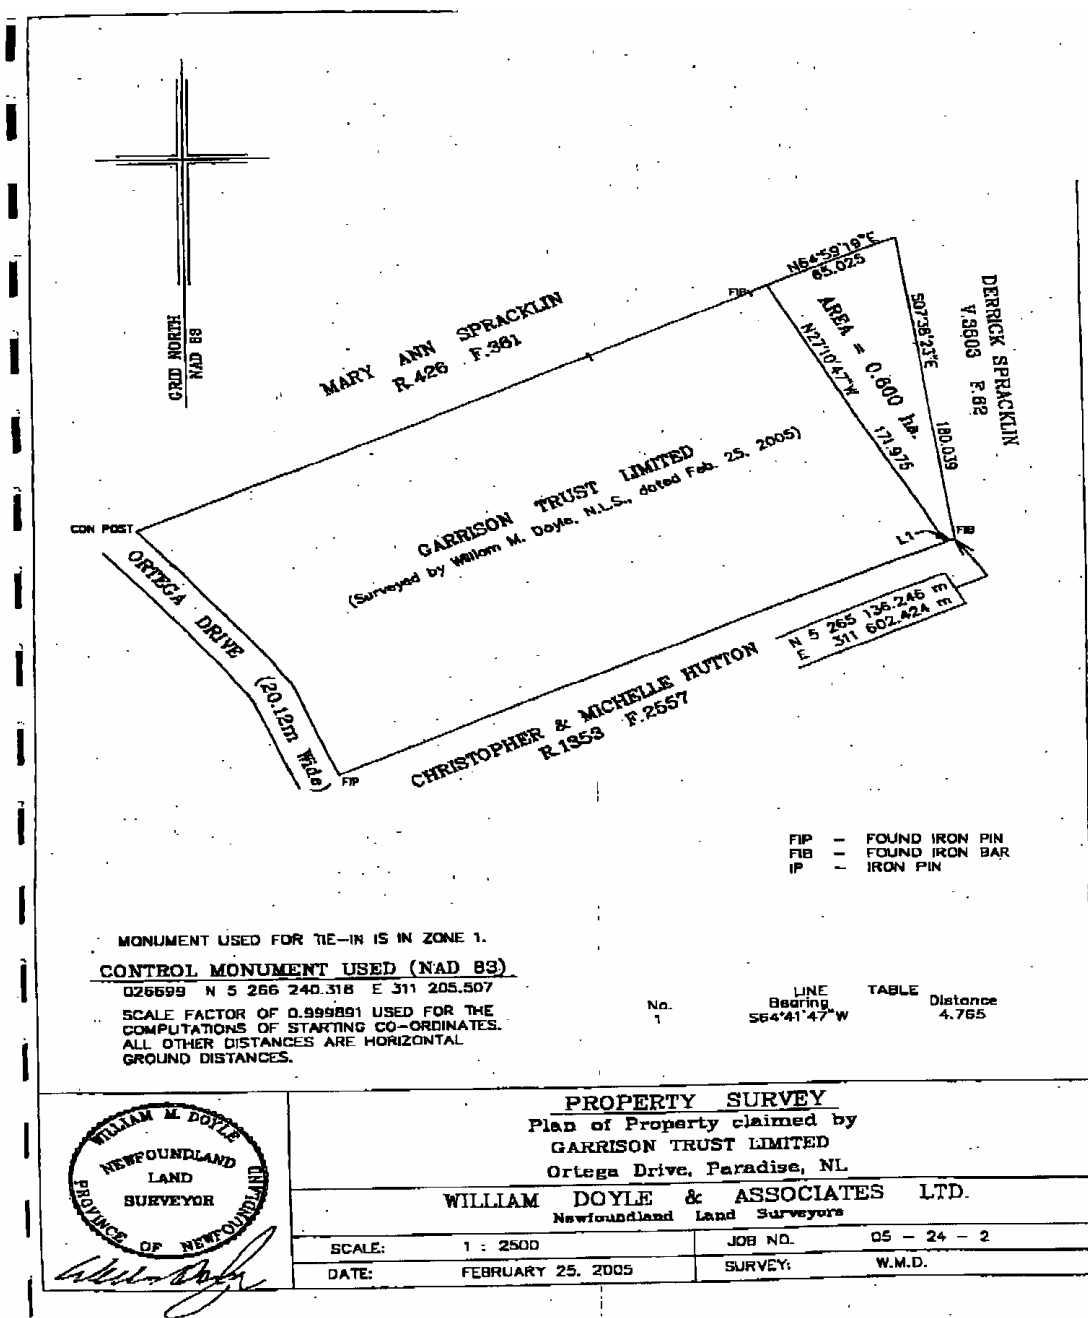 GRID NORTH
NAD 83
N64°59'19"E
65.025
FIB
MARY ANN SPRACKLIN
R.426 F.361
AREA = 0.600 ha.
N27°10'47"W
171.975
S07°38'23"E
180.039
DERRICK SPRACKLIN
V.3603 F.62
GARRISON TRUST LIMITED
(Surveyed by William M. Doyle, N.L.S., dated Feb. 25, 2005)
CON POST
L1
FIB
ORTEGA DRIVE (20.12m Wide)
FIP
N 5 265 136.246 m
E 311 602.424 m
CHRISTOPHER & MICHELLE HUTTON
R.1353 F.2557
FIP – FOUND IRON PIN
FIB – FOUND IRON BAR
IP – IRON PIN
MONUMENT USED FOR TIE-IN IS IN ZONE 1.
CONTROL MONUMENT USED (NAD 83)
026699 N 5 266 240.318 E 311 205.507
SCALE FACTOR OF 0.999891 USED FOR THE
COMPUTATIONS OF STARTING CO-ORDINATES.
ALL OTHER DISTANCES ARE HORIZONTAL
GROUND DISTANCES.
LINE TABLE
No. Bearing Distance
1 S64°41'47"W 4.765
WILLIAM M. DOYLE
NEWFOUNDLAND
LAND
SURVEYOR
PROVINCE OF NEWFOUNDLAND
PROPERTY SURVEY
Plan of Property claimed by
GARRISON TRUST LIMITED
Ortega Drive, Paradise, NL
WILLIAM DOYLE & ASSOCIATES LTD.
Newfoundland Land Surveyors
SCALE: 1 : 2500
JOB NO. 05 – 24 – 2
DATE: FEBRUARY 25, 2005
SURVEY: W.M.D.